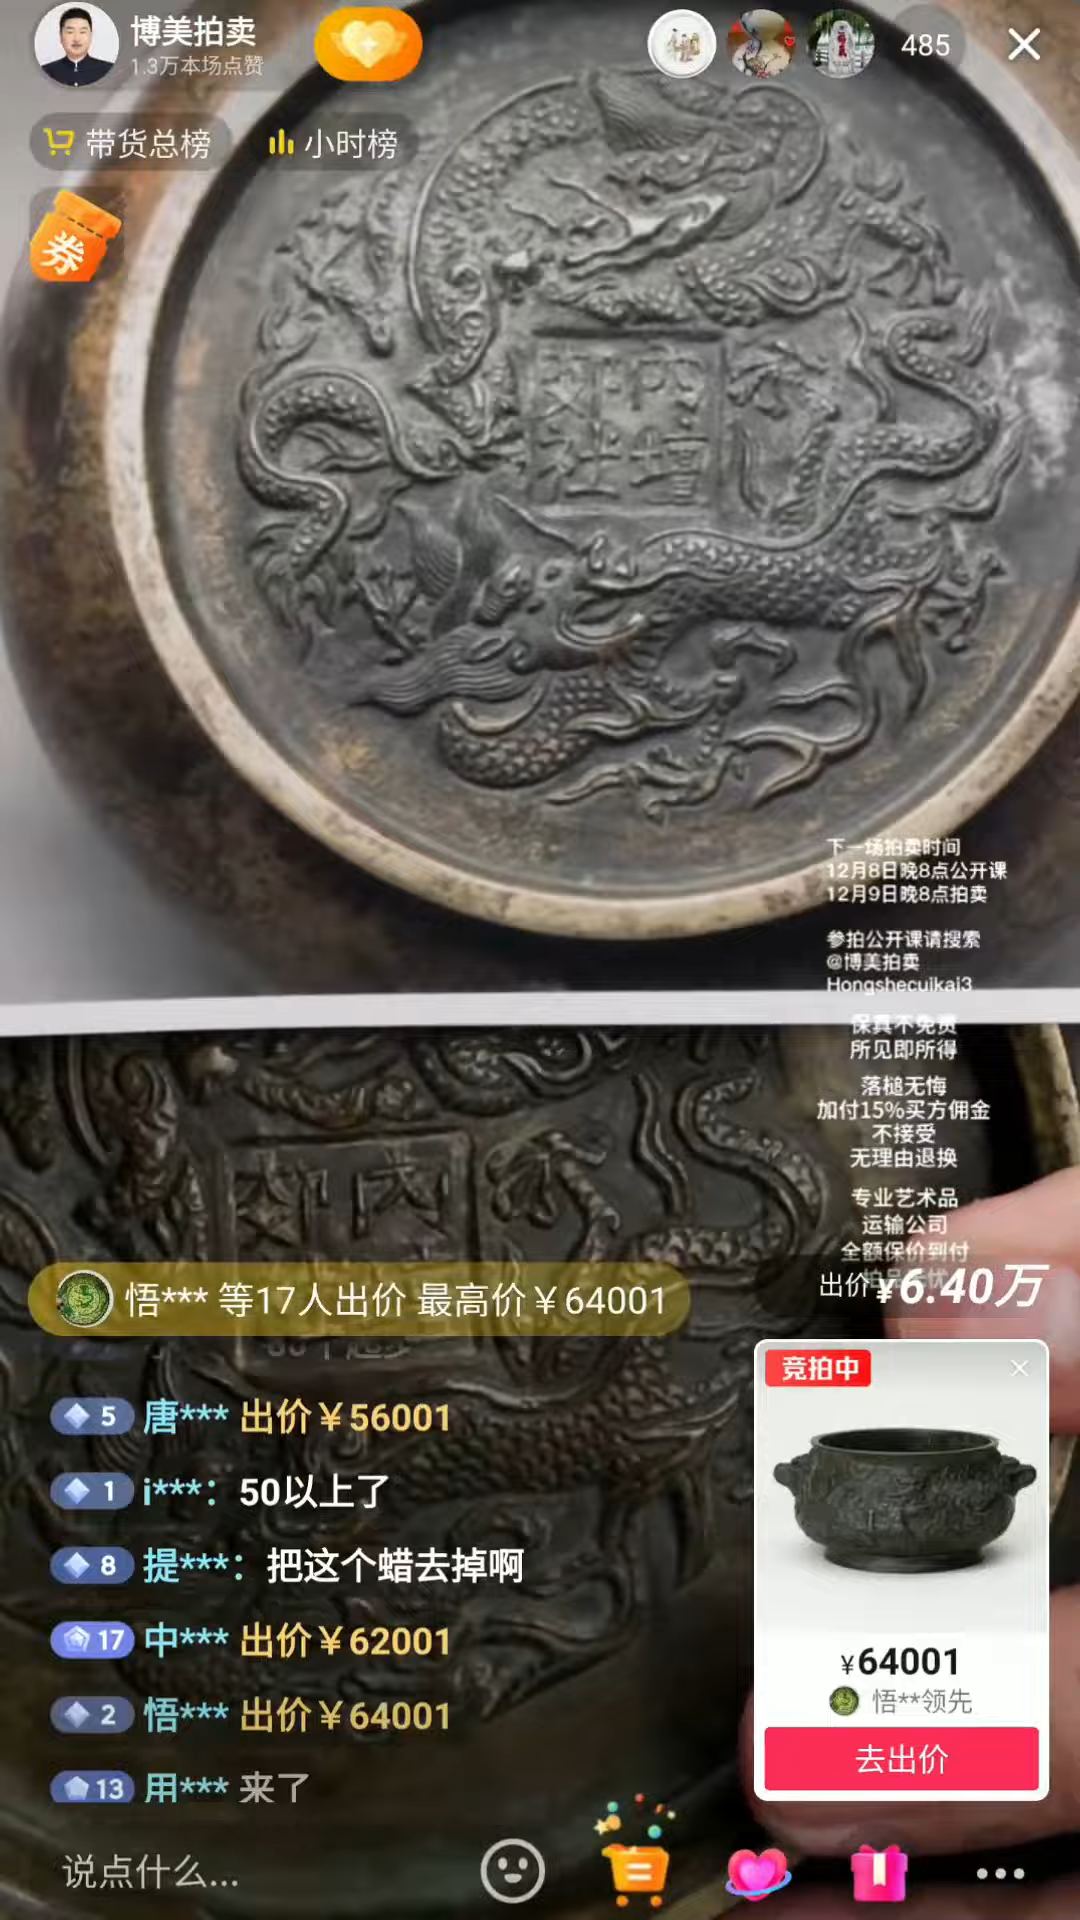 博美拍卖
1.3万本场点赞
485
带货总榜
小时榜
券
内坛
郊社
下一场拍卖时间
12月8日晚8点公开课
12月9日晚8点拍卖
参拍公开课请搜索
@博美拍卖
Hongshecuikai3
保真不免费
所见即所得
落槌无悔
加付15%买方佣金
不接受
无理由退换
专业艺术品
运输公司
全额保价到付
内
郊
出价¥6.40万
悟*** 等17人出价 最高价¥64001
5 唐*** 出价¥56001
1 i***：50以上了
8 提***：把这个蜡去掉啊
17 中*** 出价¥62001
2 悟*** 出价¥64001
13 用*** 来了
竞拍中
¥64001
悟**领先
去出价
说点什么...